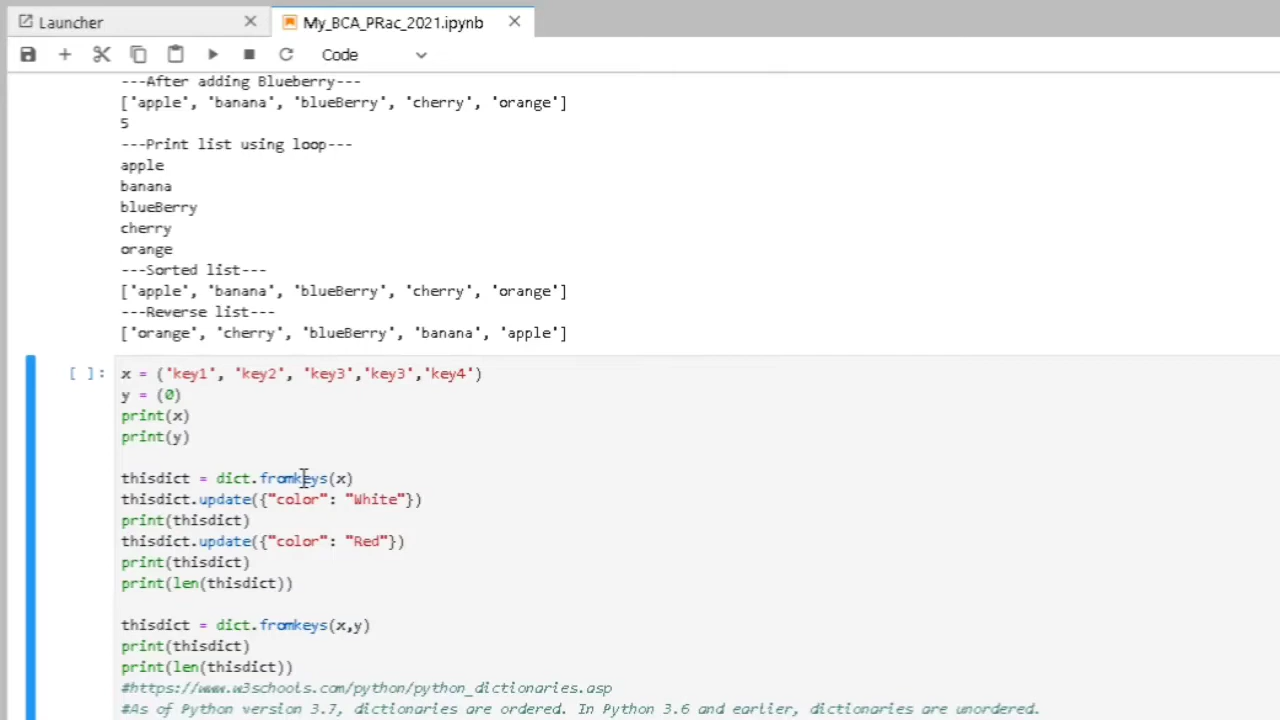 Launcher
My_BCA_PRac_2021.ipynb
Code
---After adding Blueberry---
['apple', 'banana', 'blueBerry', 'cherry', 'orange']
5
---Print list using loop---
apple
banana
blueBerry
cherry
orange
---Sorted list---
['apple', 'banana', 'blueBerry', 'cherry', 'orange']
---Reverse list---
['orange', 'cherry', 'blueBerry', 'banana', 'apple']
[ ]: x = ('key1', 'key2', 'key3','key3','key4')
y = (0)
print(x)
print(y)
thisdict = dict.fromkeys(x)
thisdict.update({"color": "White"})
print(thisdict)
thisdict.update({"color": "Red"})
print(thisdict)
print(len(thisdict))
thisdict = dict.fromkeys(x,y)
print(thisdict)
print(len(thisdict))
#https://www.w3schools.com/python/python_dictionaries.asp
#As of Python version 3.7, dictionaries are ordered. In Python 3.6 and earlier, dictionaries are unordered.